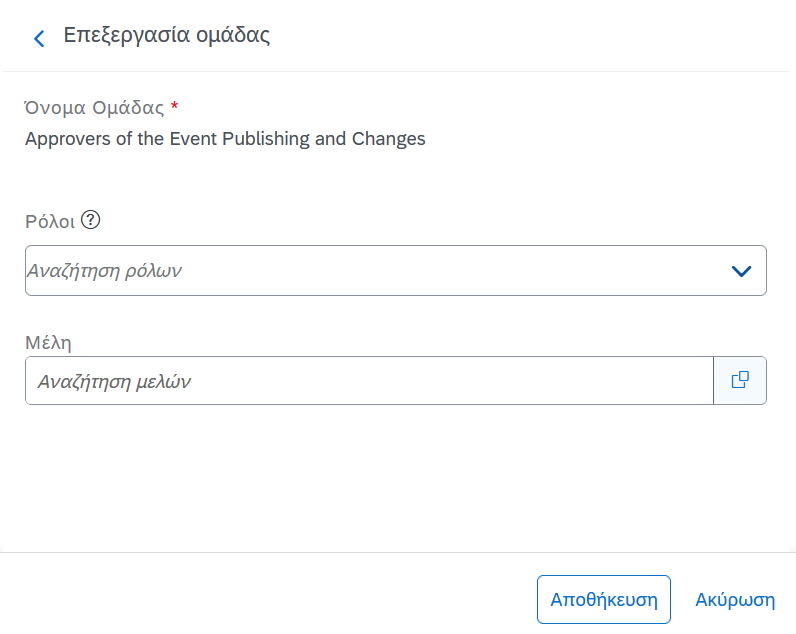 Επεξεργασία ομάδας
Όνομα Ομάδας *
Approvers of the Event Publishing and Changes
Ρόλοι ?
Αναζήτηση ρόλων
Μέλη
Αναζήτηση μελών
Αποθήκευση Ακύρωση